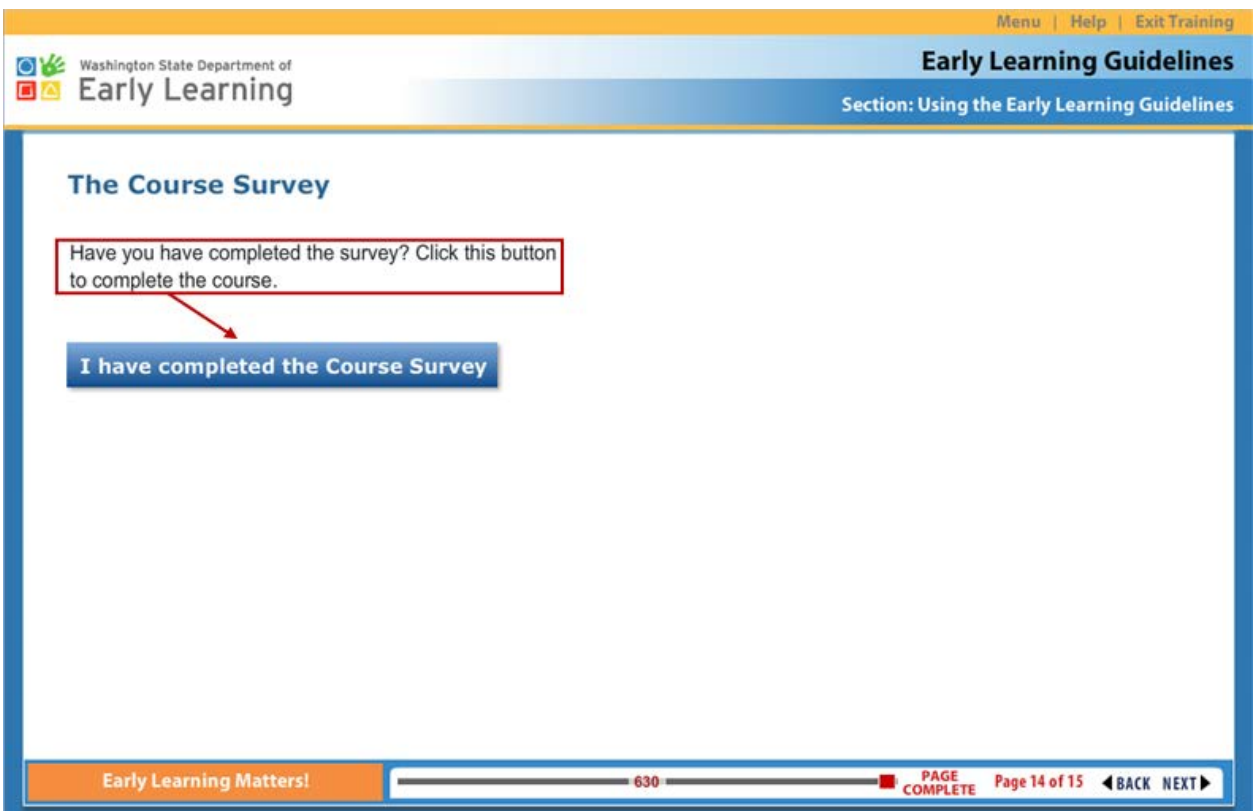 Menu | Help | Exit Training
Washington State Department of
Early Learning
Early Learning Guidelines
Section: Using the Early Learning Guidelines
The Course Survey
Have you have completed the survey? Click this button
to complete the course.
I have completed the Course Survey
Early Learning Matters!
630
PAGE
COMPLETE
Page 14 of 15
BACK NEXT